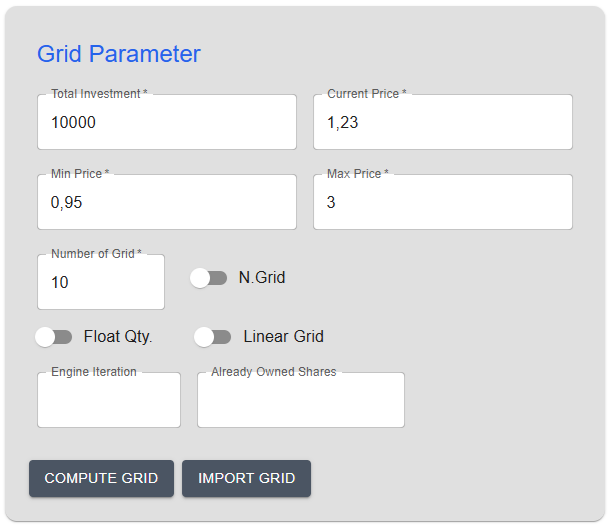 Grid Parameter
Total Investment *
Current Price *
10000
1,23
Min Price *
Max Price *
0,95
3
Number of Grid *
10
N.Grid
Float Qty.
Linear Grid
Engine Iteration
Already Owned Shares
COMPUTE GRID
IMPORT GRID